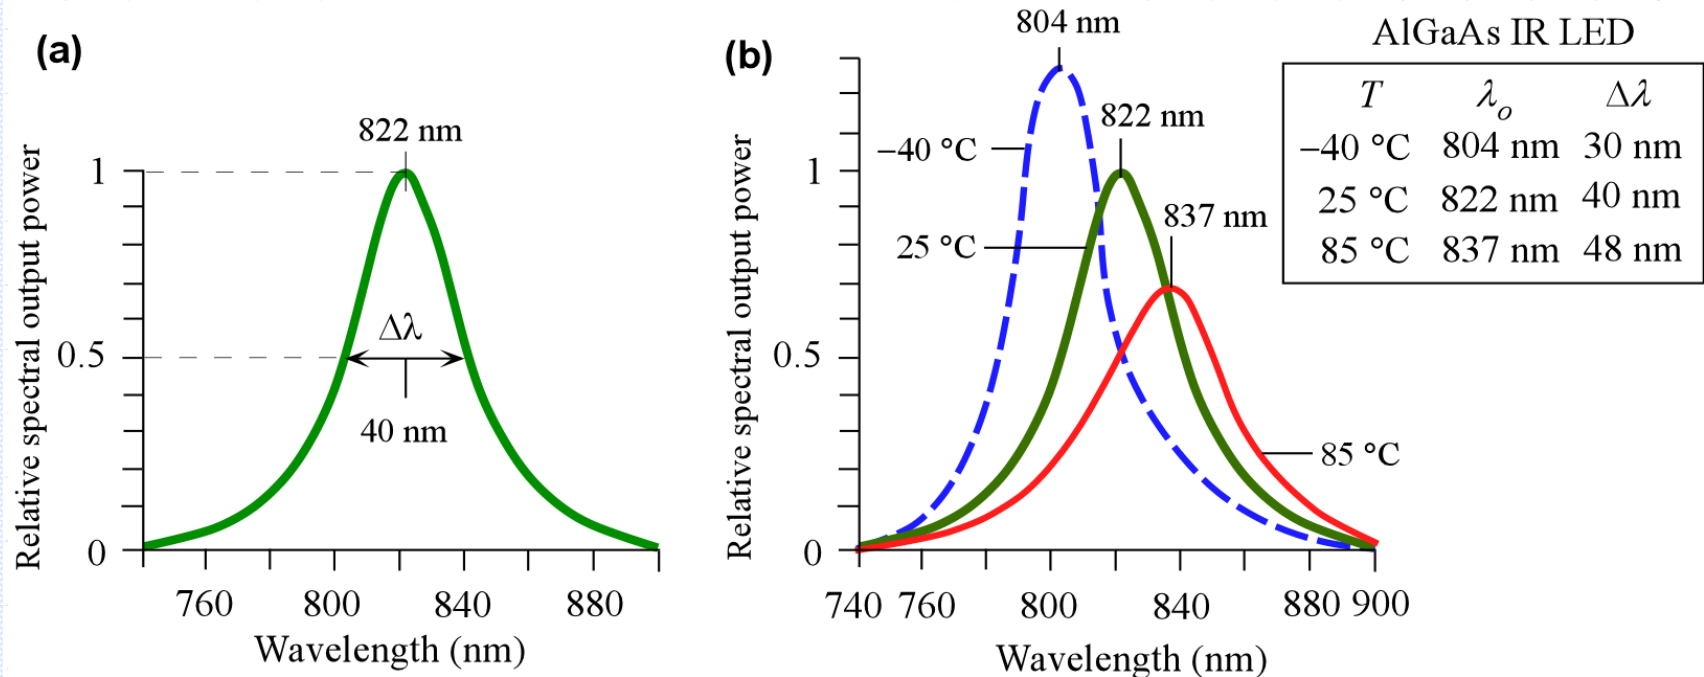 (a)
822 nm
Relative spectral output power
1
0.5
0
Δλ
40 nm
760 800 840 880
Wavelength (nm)
(b)
804 nm
822 nm
837 nm
−40 °C
25 °C
85 °C
Relative spectral output power
1
0.5
0
740 760 800 840 880 900
Wavelength (nm)
AlGaAs IR LED
T λo Δλ
−40 °C 804 nm 30 nm
25 °C 822 nm 40 nm
85 °C 837 nm 48 nm